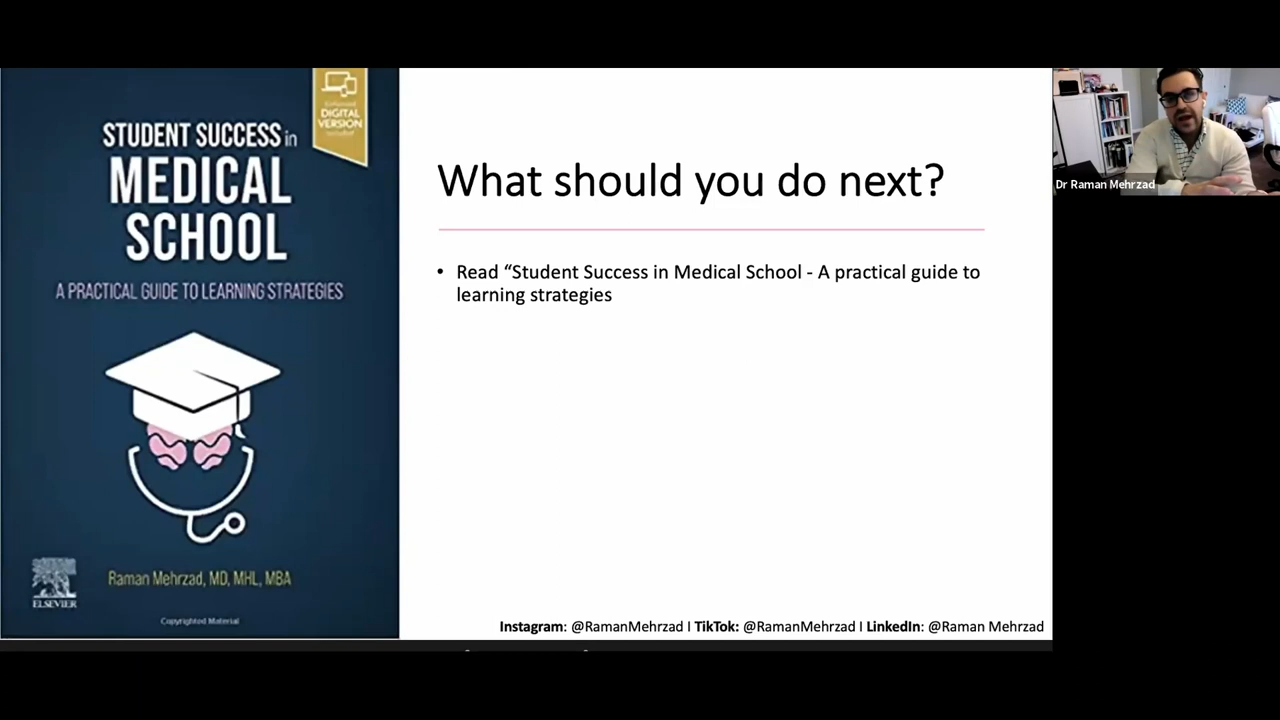 STUDENT SUCCESS in
MEDICAL
SCHOOL
A PRACTICAL GUIDE TO LEARNING STRATEGIES
Enhanced
DIGITAL
VERSION
Included
Raman Mehrzad, MD, MHL, MBA
ELSEVIER
Copyrighted Material
What should you do next?
• Read “Student Success in Medical School - A practical guide to
learning strategies
Instagram: @RamanMehrzad I TikTok: @RamanMehrzad I LinkedIn: @Raman Mehrzad
Dr Raman Mehrzad